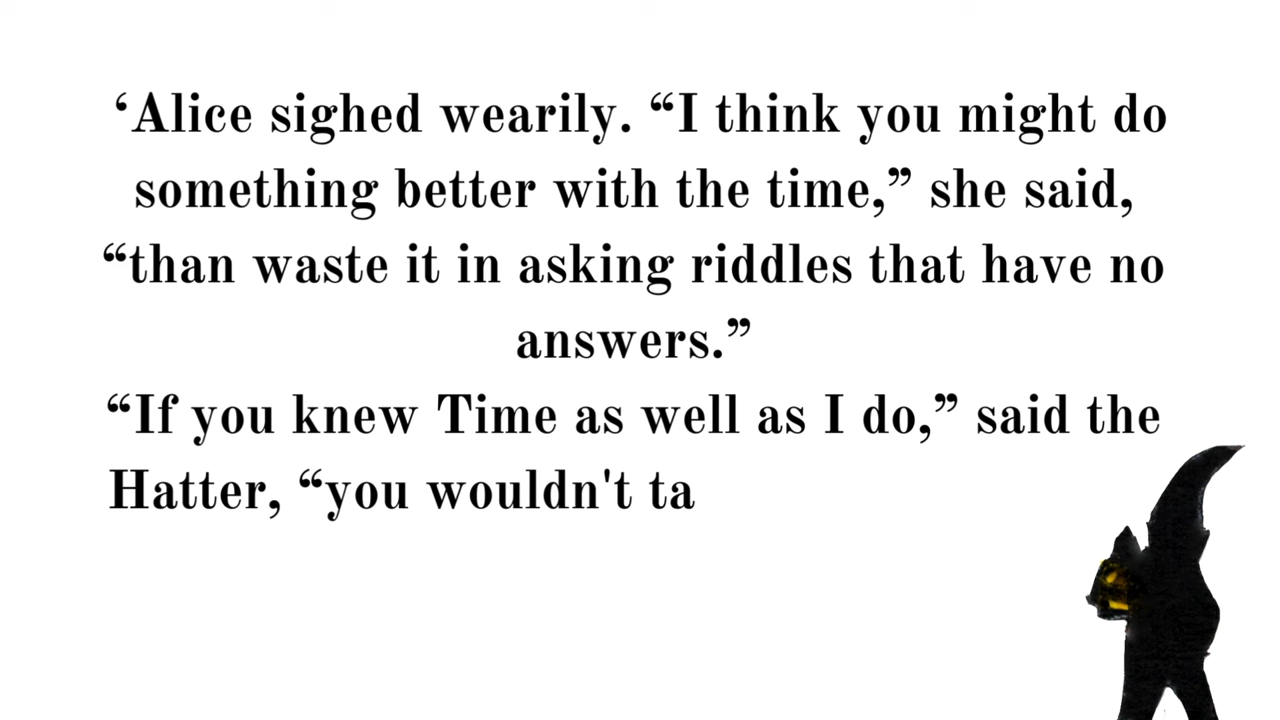 ‘Alice sighed wearily. “I think you might do
something better with the time,” she said,
“than waste it in asking riddles that have no
answers.”
“If you knew Time as well as I do,” said the
Hatter, “you wouldn't ta